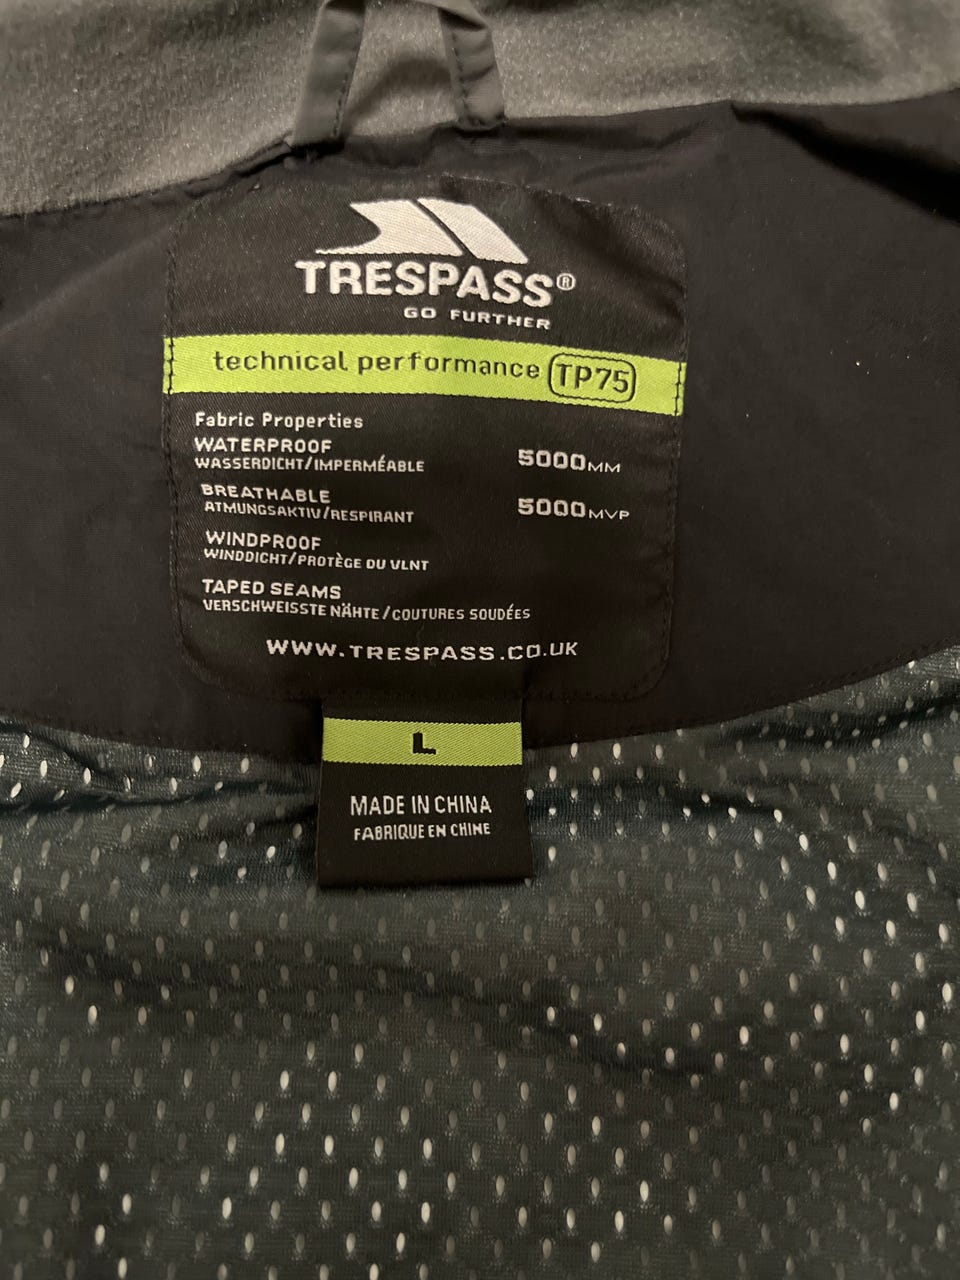 TRESPASS®
GO FURTHER
technical performance TP75
Fabric Properties
WATERPROOF 5000MM
WASSERDICHT/IMPERMÉABLE
BREATHABLE 5000MVP
ATMUNGSAKTIV/RESPIRANT
WINDPROOF
WINDDICHT/PROTÈGE DU VLNT
TAPED SEAMS
VERSCHWEISSTE NÄHTE/COUTURES SOUDÉES
WWW.TRESPASS.CO.UK
L
MADE IN CHINA
FABRIQUE EN CHINE